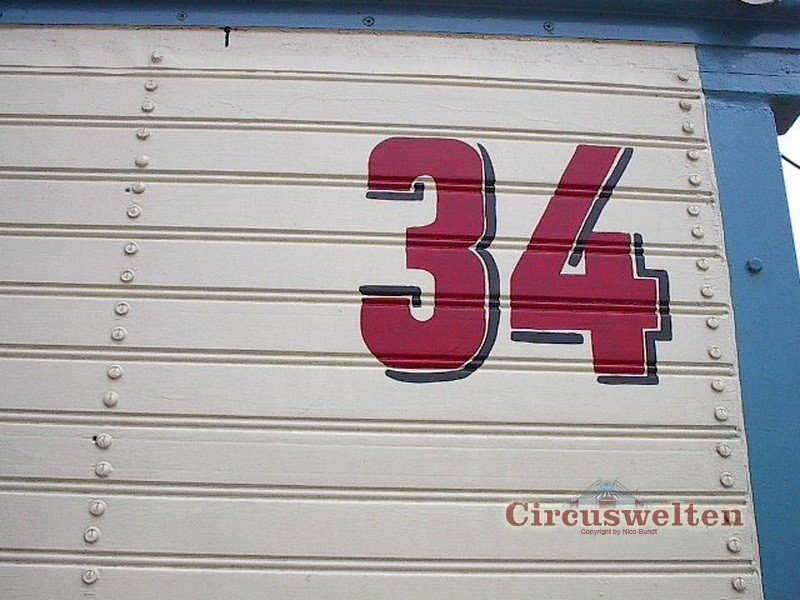 34
Circuswelten
Copyright by Nico Bundt